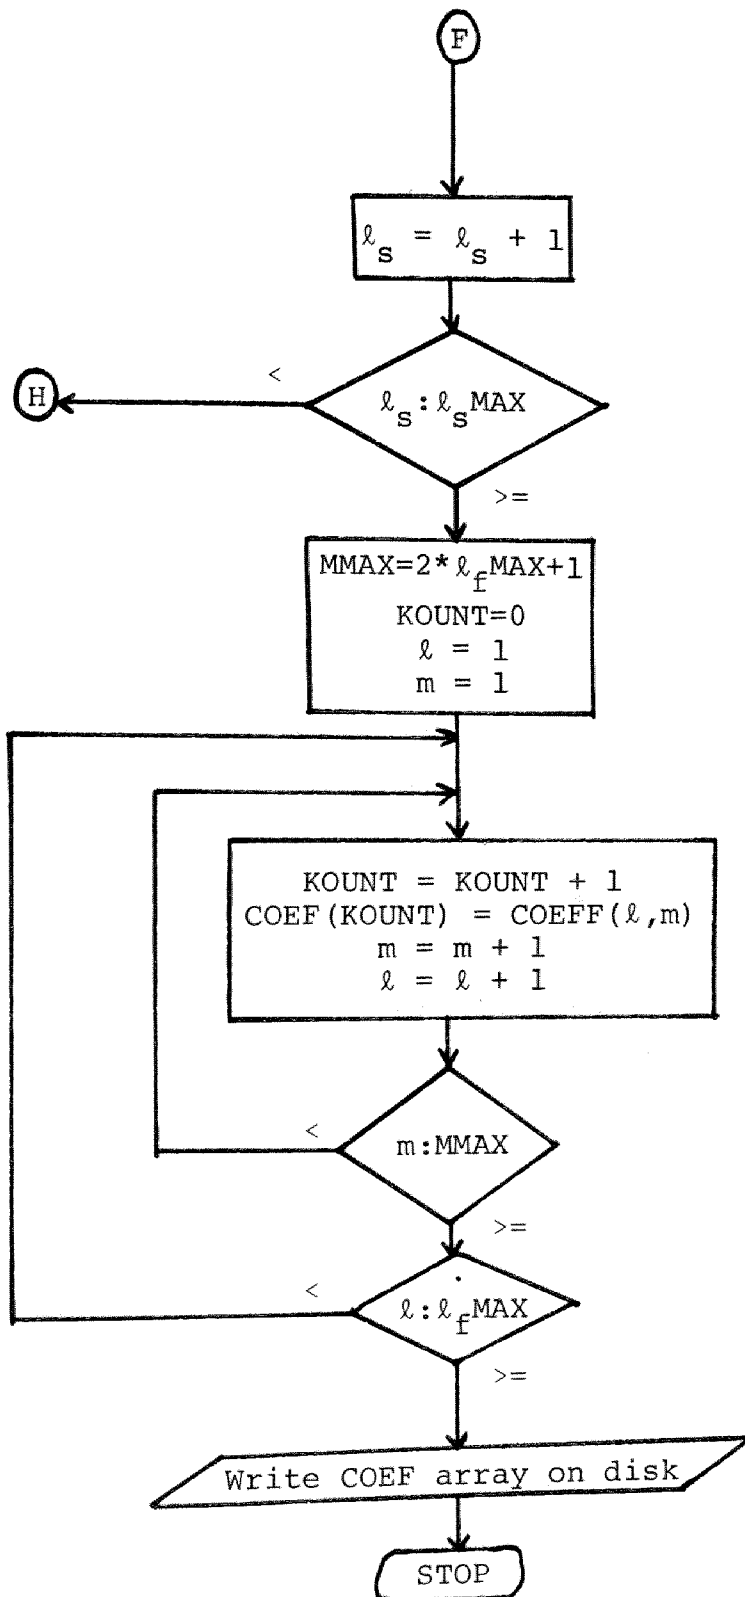 F
ℓs = ℓs + 1
<
H
ℓs:ℓsMAX
>=
MMAX=2*ℓfMAX+1
KOUNT=0
ℓ = 1
m = 1
KOUNT = KOUNT + 1
COEF(KOUNT) = COEFF(ℓ,m)
m = m + 1
ℓ = ℓ + 1
<
m:MMAX
>=
<
ℓ:ℓfMAX
>=
Write COEF array on disk
STOP